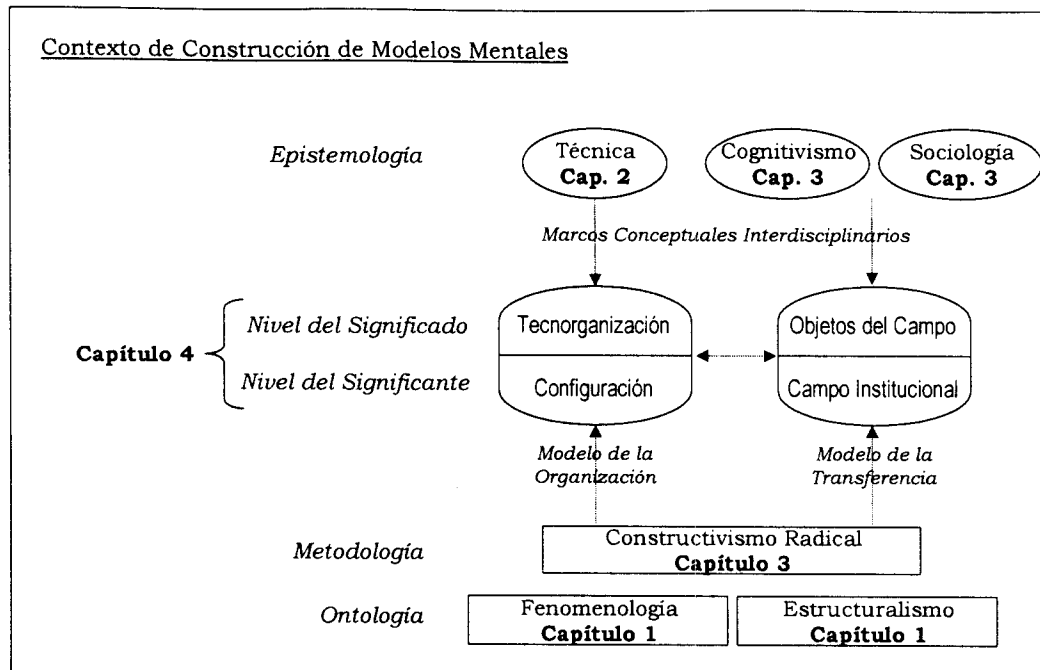 Contexto de Construcción de Modelos Mentales
Epistemología
Técnica
Cap. 2
Cognitivismo
Cap. 3
Sociología
Cap. 3
Marcos Conceptuales Interdisciplinarios
Capítulo 4
Nivel del Significado
Nivel del Significante
Tecnorganización
Configuración
Objetos del Campo
Campo Institucional
Modelo de la
Organización
Modelo de la
Transferencia
Metodología
Constructivismo Radical
Capítulo 3
Ontología
Fenomenología
Capítulo 1
Estructuralismo
Capítulo 1